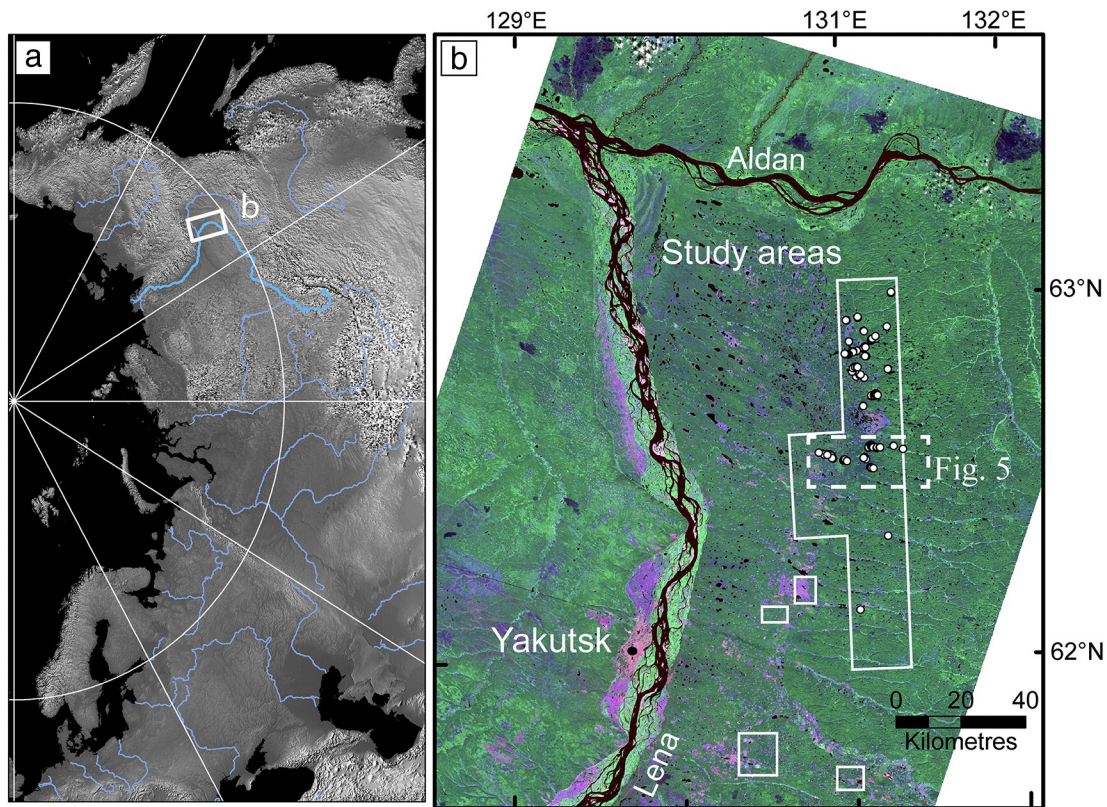 129°E 131°E 132°E
a
b
b
Aldan
Study areas
63°N
Fig. 5
Yakutsk
62°N
0 20 40
Kilometres
Lena